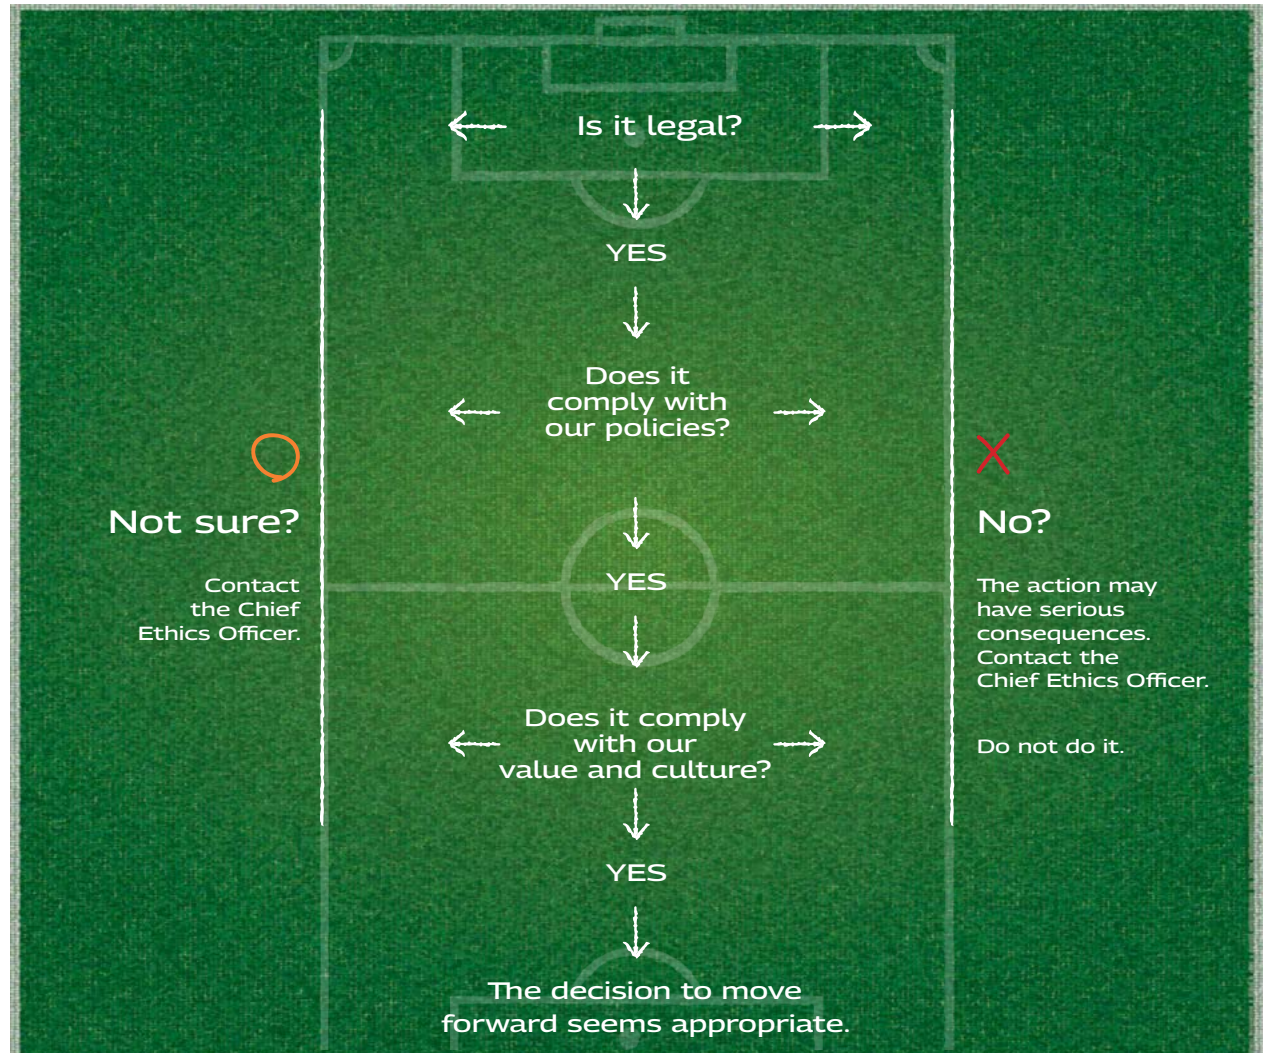 Is it legal?
YES
Does it
comply with
our policies?
Not sure?
Contact
the Chief
Ethics Officer.
No?
The action may
have serious
consequences.
Contact the
Chief Ethics Officer.
Do not do it.
YES
Does it comply
with our
value and culture?
YES
The decision to move
forward seems appropriate.